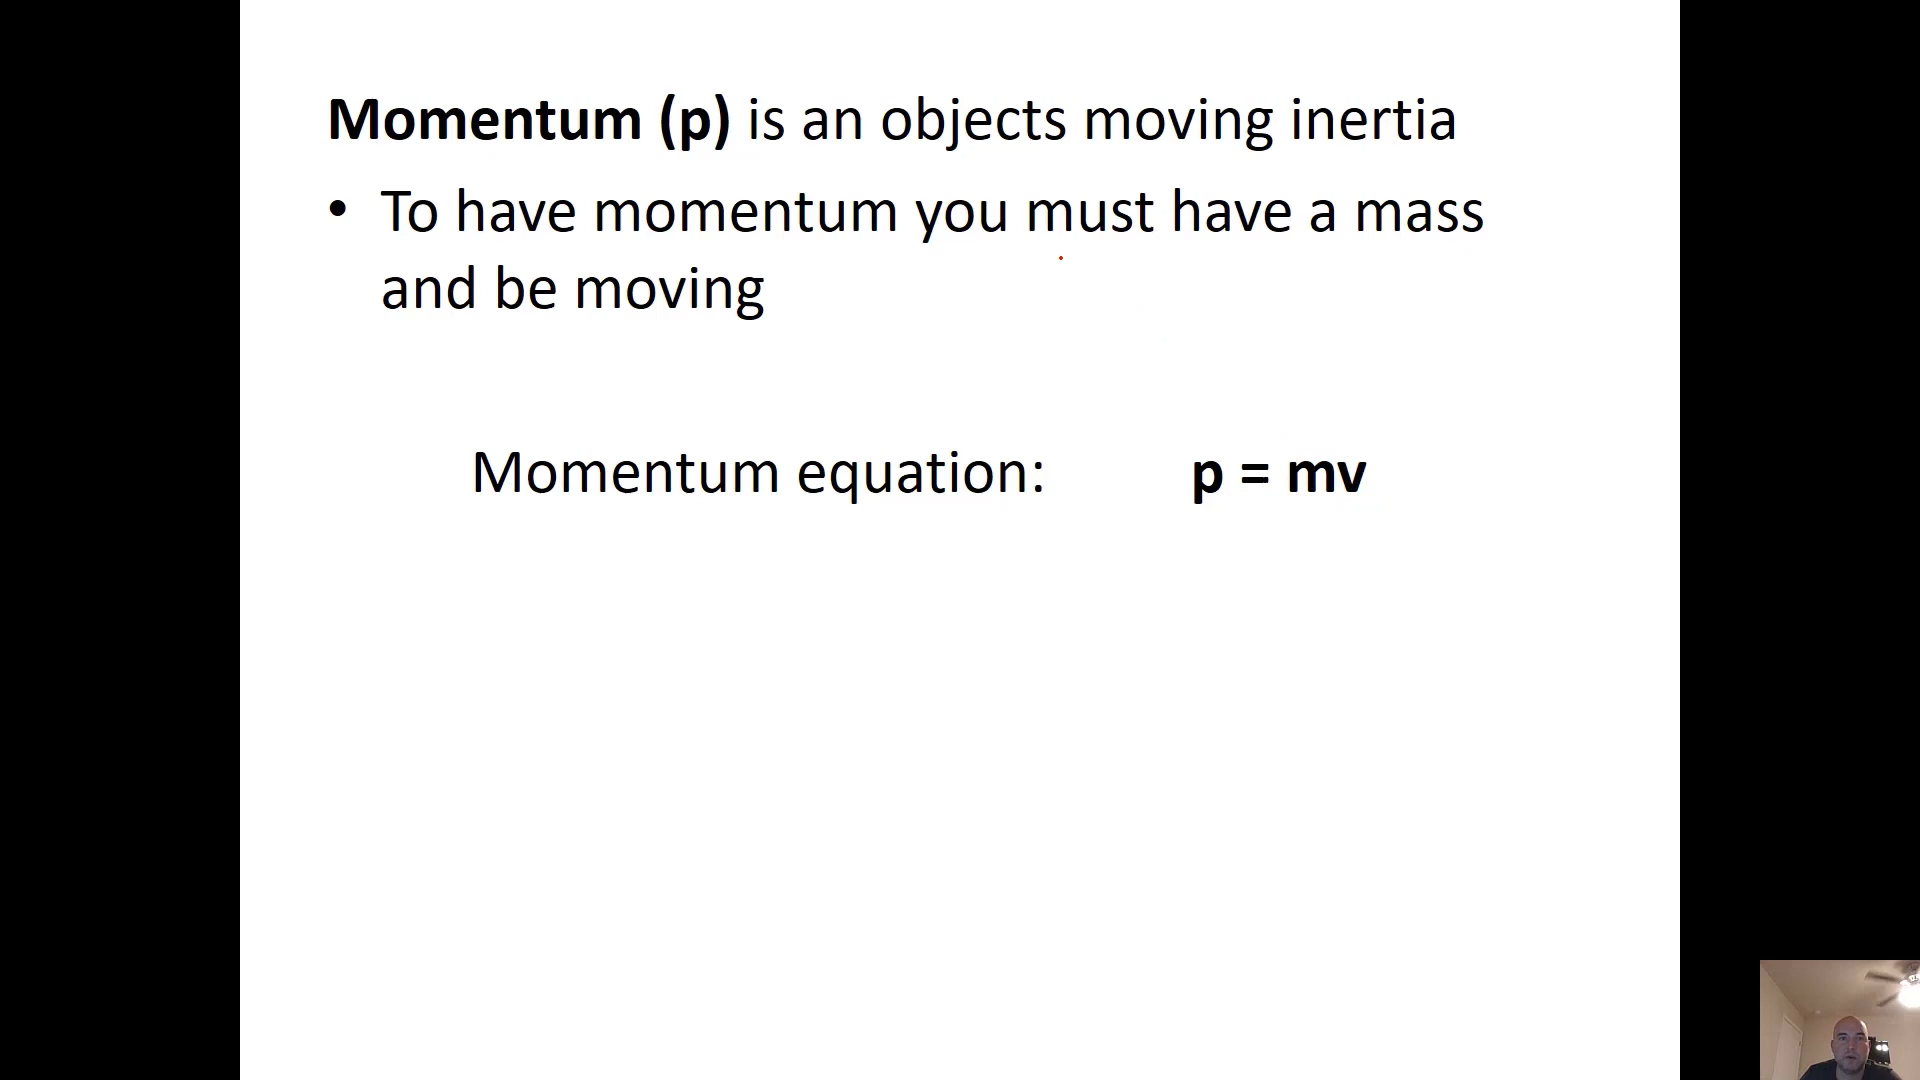 Momentum (p) is an objects moving inertia
• To have momentum you must have a mass
and be moving
Momentum equation: p = mv